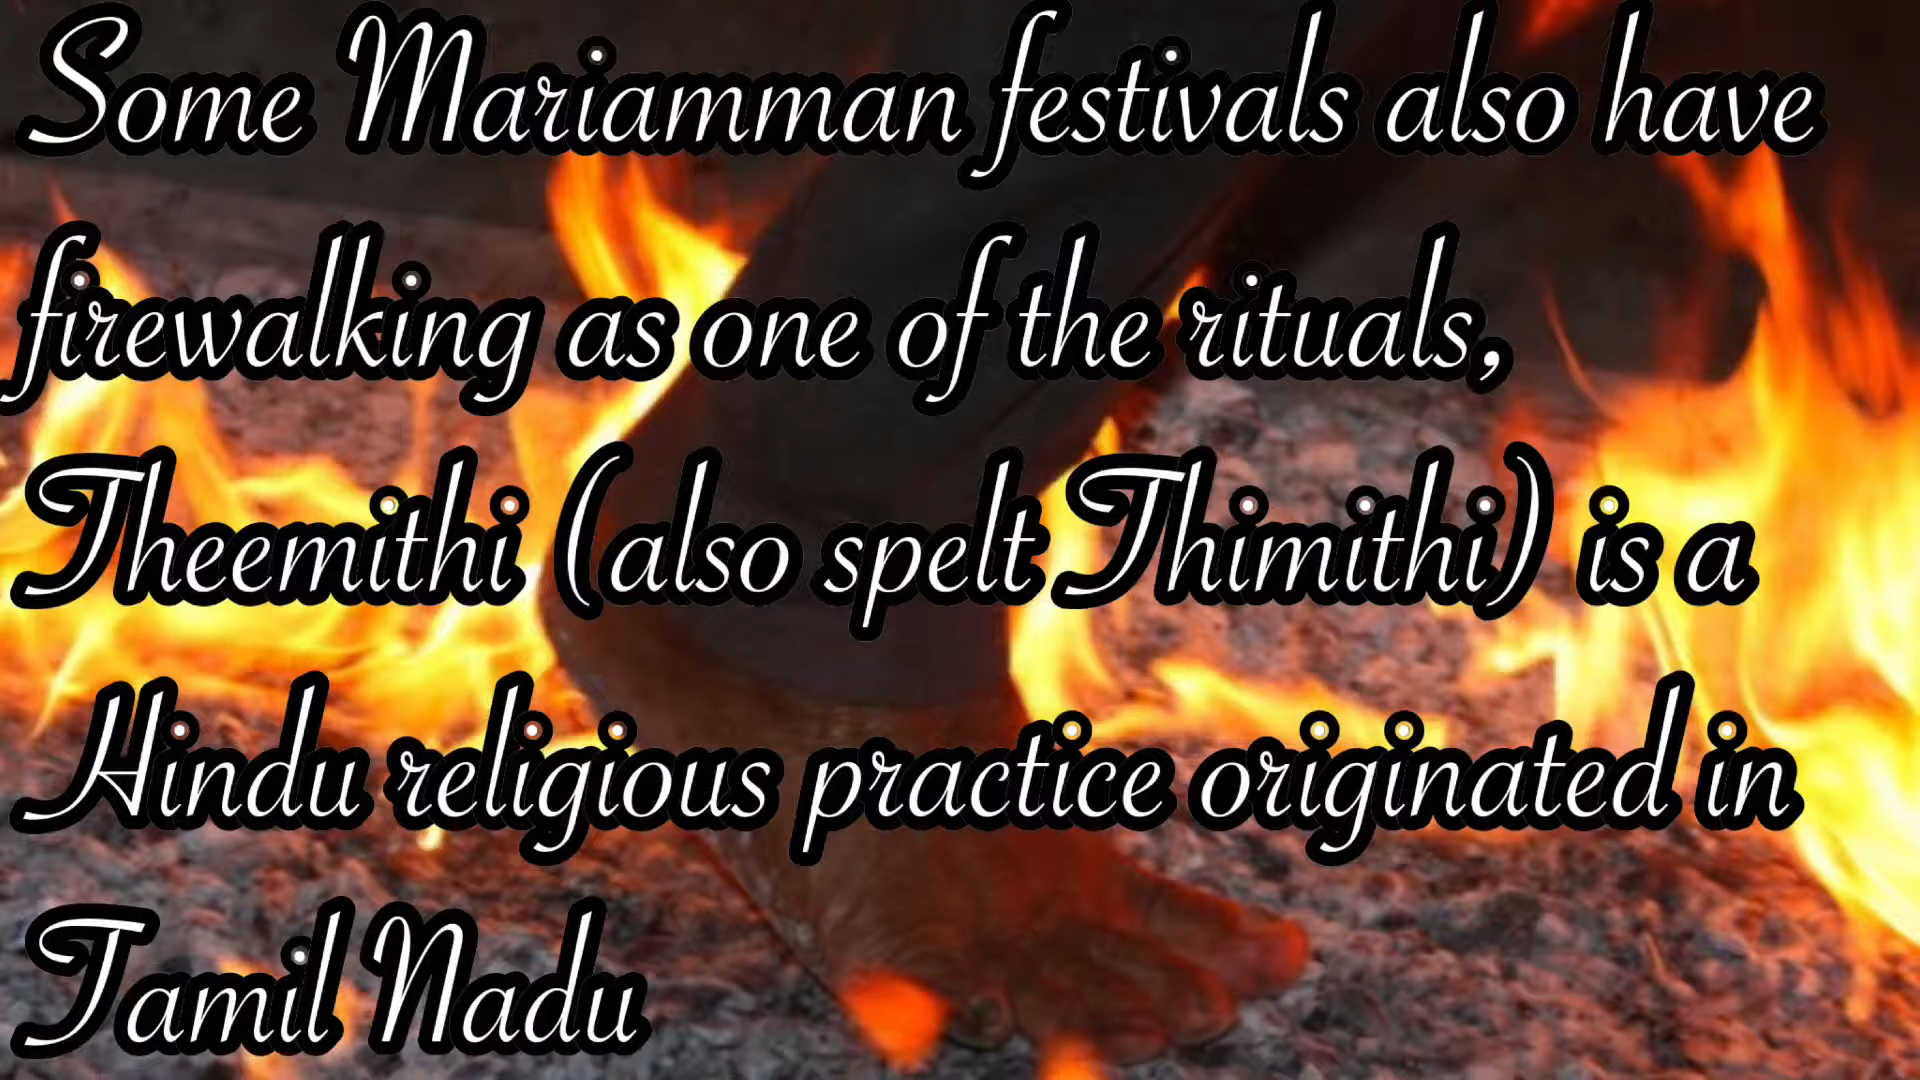 Some Mariamman festivals also have
firewalking as one of the rituals,
Theemithi (also spelt Thimithi) is a
Hindu religious practice originated in
Tamil Nadu